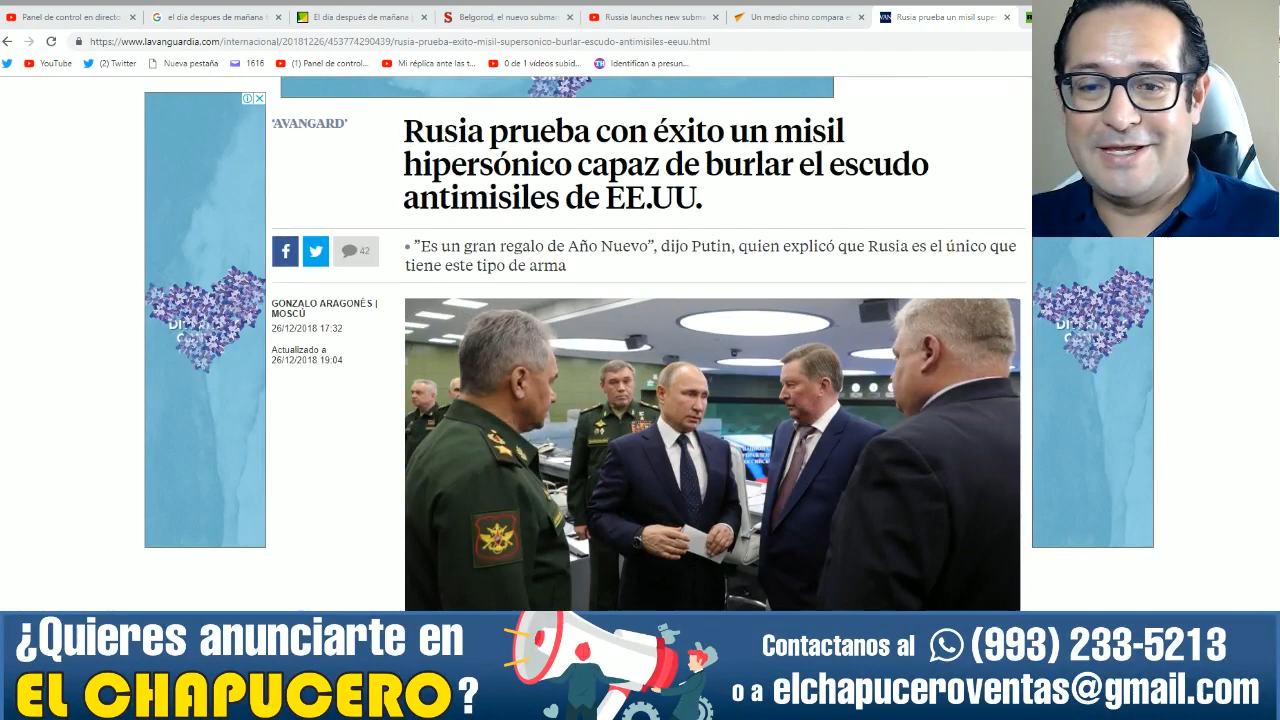 Panel de control en directo
el día despues de mañana
El día después de mañana
Belgorod, el nuevo submar
Russia launches new subma
Un medio chino compara e
Rusia prueba un misil super
https://www.lavanguardia.com/internacional/20181226/453774290439/rusia-prueba-exito-misil-supersonico-burlar-escudo-antimisiles-eeuu.html
YouTube
(2) Twitter
Nueva pestaña
1616
(1) Panel de control...
Mi réplica ante las t...
0 de 1 vídeos subid...
Identifican a presun...
‘AVANGARD’
Rusia prueba con éxito un misil
hipersónico capaz de burlar el escudo
antimisiles de EE.UU.
42
”Es un gran regalo de Año Nuevo”, dijo Putin, quien explicó que Rusia es el único que
tiene este tipo de arma
GONZALO ARAGONÉS |
MOSCÚ
26/12/2018 17:32
Actualizado a
26/12/2018 19:04
¿Quieres anunciarte en
EL CHAPUCERO?
Contactanos al (993) 233-5213
o a elchapuceroventas@gmail.com